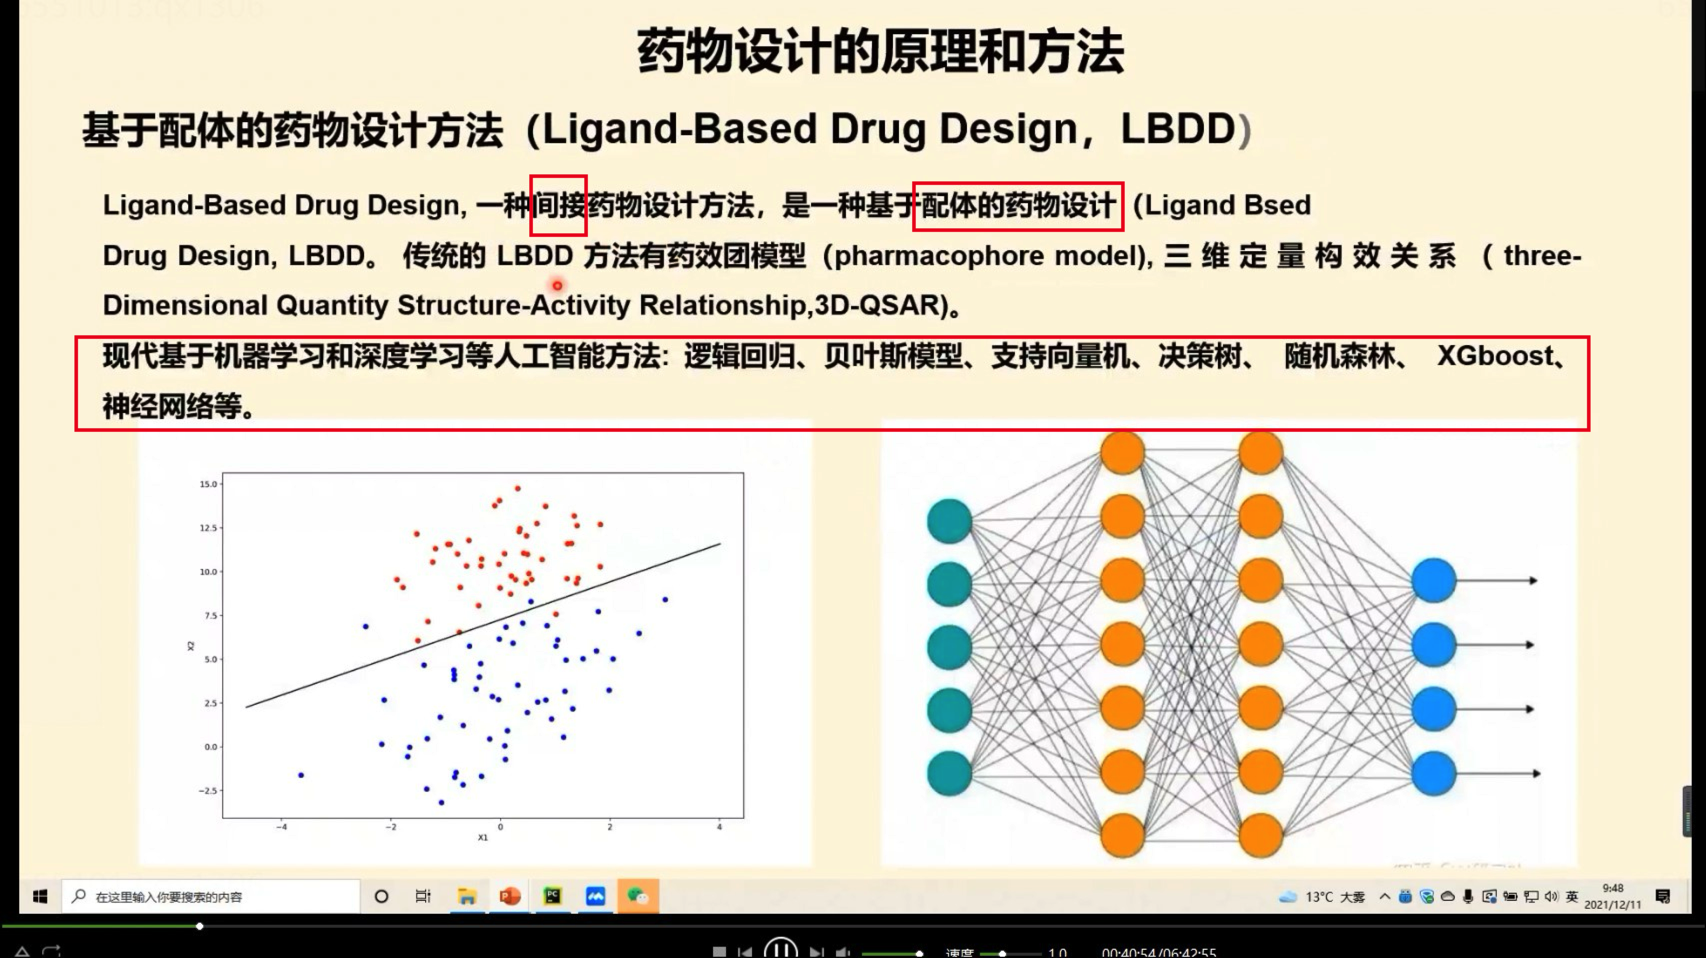 药物设计的原理和方法
基于配体的药物设计方法（Ligand-Based Drug Design，LBDD）
Ligand-Based Drug Design, 一种间接药物设计方法，是一种基于配体的药物设计（Ligand Bsed
Drug Design, LBDD。 传统的 LBDD 方法有药效团模型（pharmacophore model), 三维定量构效关系（three-
Dimensional Quantity Structure-Activity Relationship,3D-QSAR)。
现代基于机器学习和深度学习等人工智能方法：逻辑回归、贝叶斯模型、支持向量机、决策树、 随机森林、 XGboost、
神经网络等。
15.0
12.5
10.0
7.5
5.0
2.5
0.0
−2.5
X2
−4 −2 0 2 4
X1
在这里输入你要搜索的内容
13°C 大雾
英
9:48
2021/12/11
速度 1.0 00:40:54/06:42:55